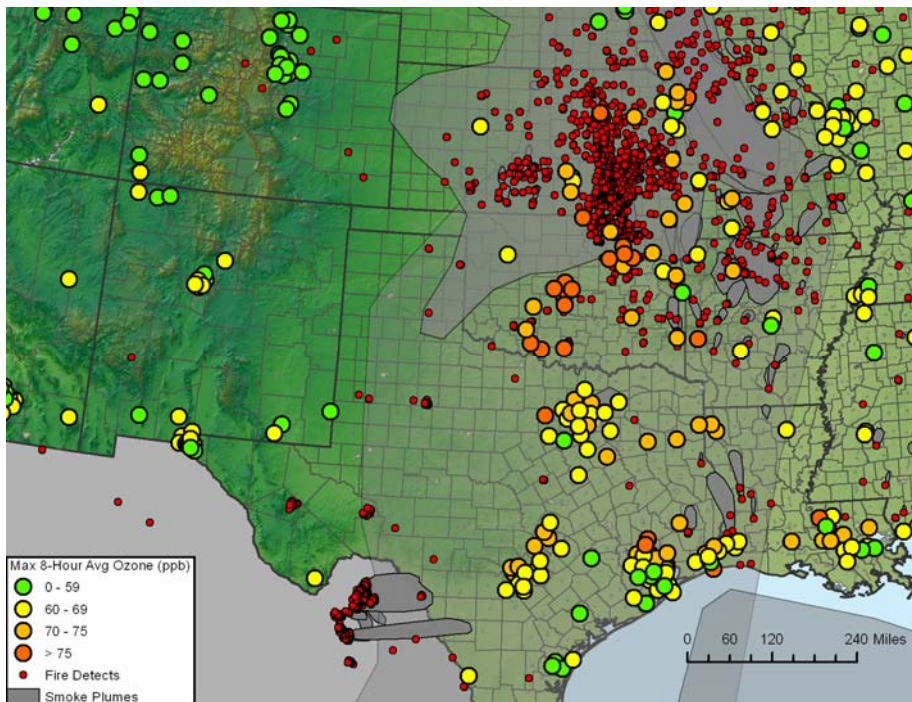 Max 8-Hour Avg Ozone (ppb)
0 - 59
60 - 69
70 - 75
> 75
Fire Detects
Smoke Plumes
0 60 120 240 Miles